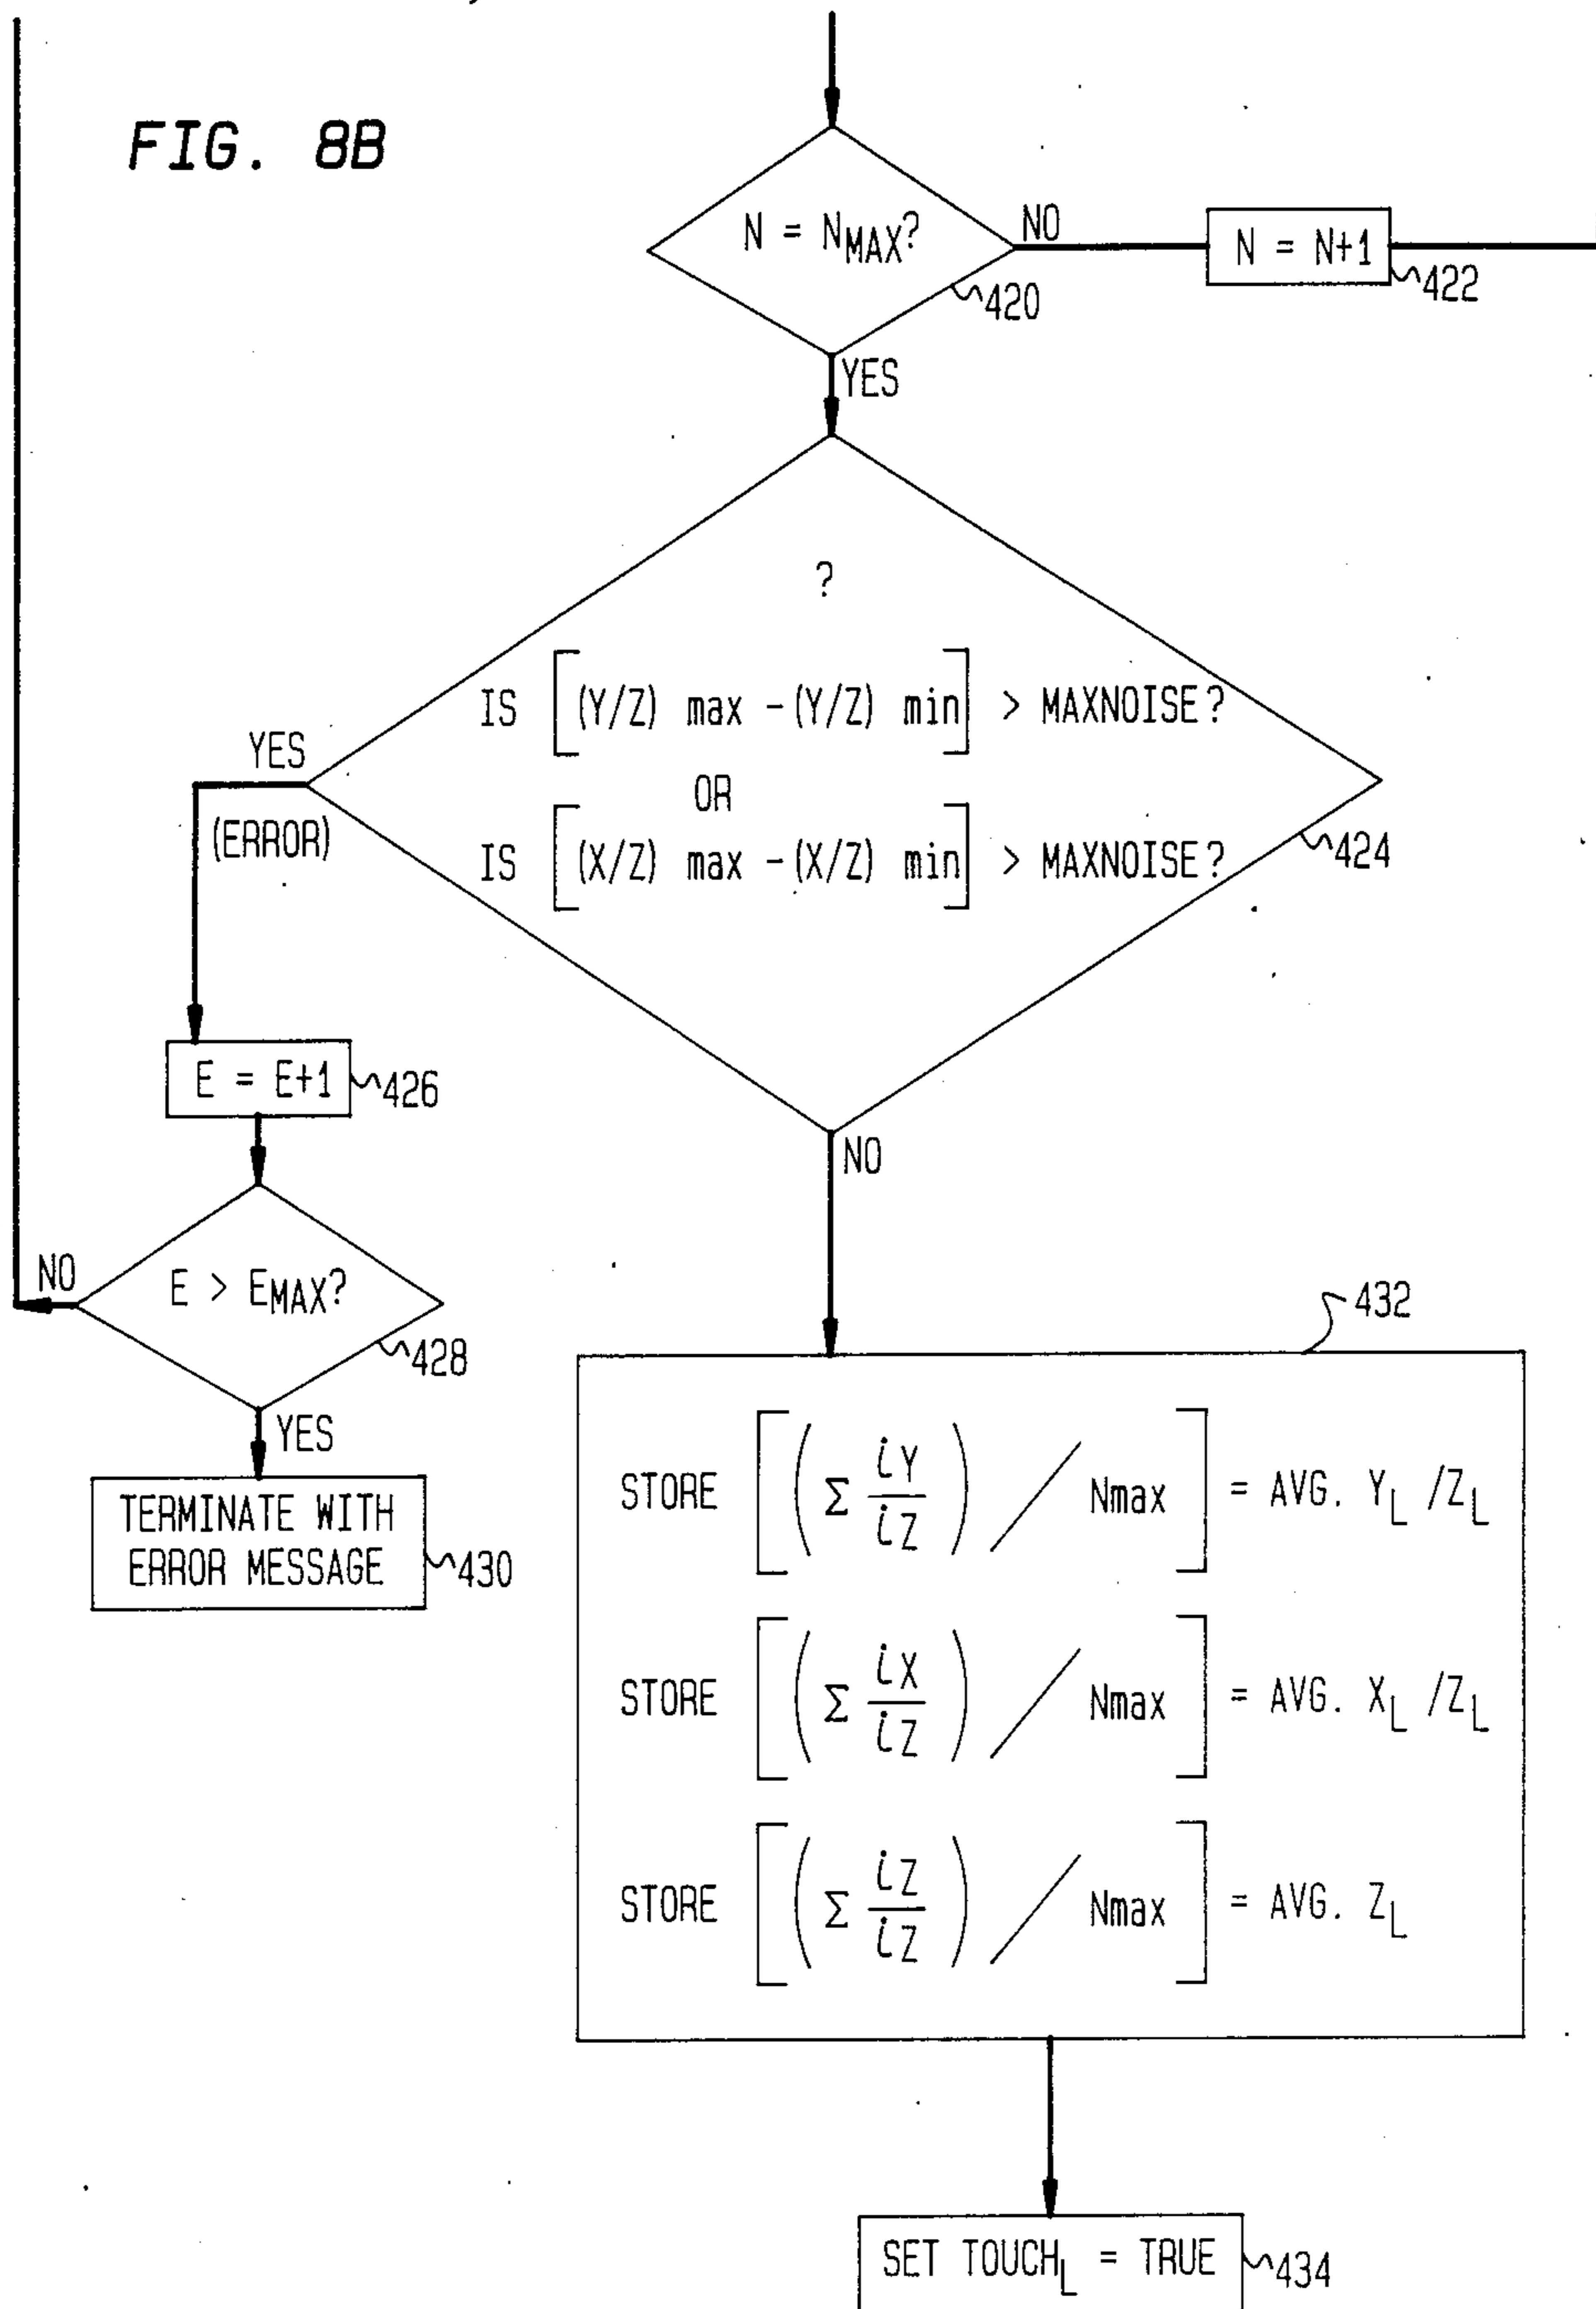 FIG. 8B
N = NMAX?
NO
N = N+1
422
420
YES
?
IS [(Y/Z) max -(Y/Z) min] > MAXNOISE?
OR
IS [(X/Z) max -(X/Z) min] > MAXNOISE?
424
YES
(ERROR)
E = E+1
426
NO
E > EMAX?
NO
428
YES
TERMINATE WITH
ERROR MESSAGE
430
432
STORE [(Σ iY/iZ) / Nmax] = AVG. YL /ZL
STORE [(Σ iX/iZ) / Nmax] = AVG. XL /ZL
STORE [(Σ iZ/iZ) / Nmax] = AVG. ZL
SET TOUCHL = TRUE
434